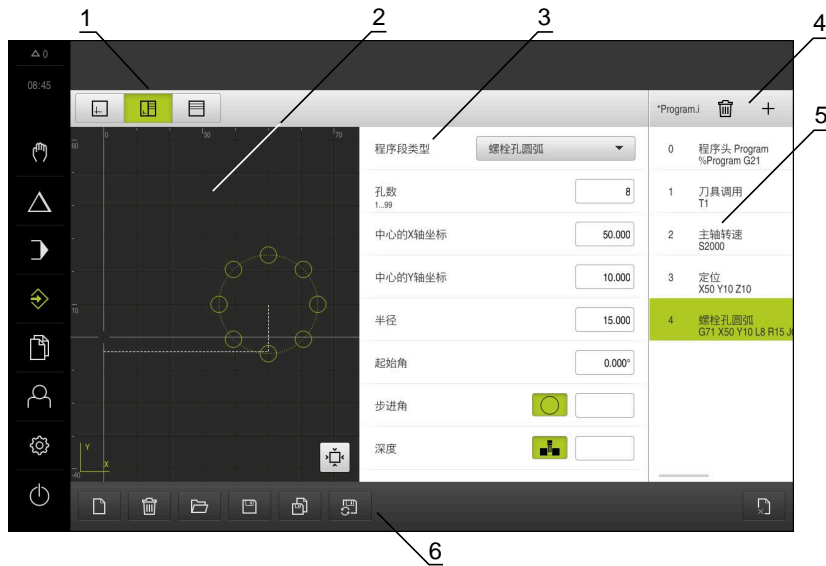 1
2
3
4
5
6
0
08:45
*Program.i
0
30
70
60
10
-40
Y
X
程序段类型
螺栓孔圆弧
孔数
1...99
8
中心的X轴坐标
50.000
中心的Y轴坐标
10.000
半径
15.000
起始角
0.000°
步进角
深度
0 程序头 Program
%Program G21
1 刀具调用
T1
2 主轴转速
S2000
3 定位
X50 Y10 Z10
4 螺栓孔圆弧
G71 X50 Y10 L8 R15